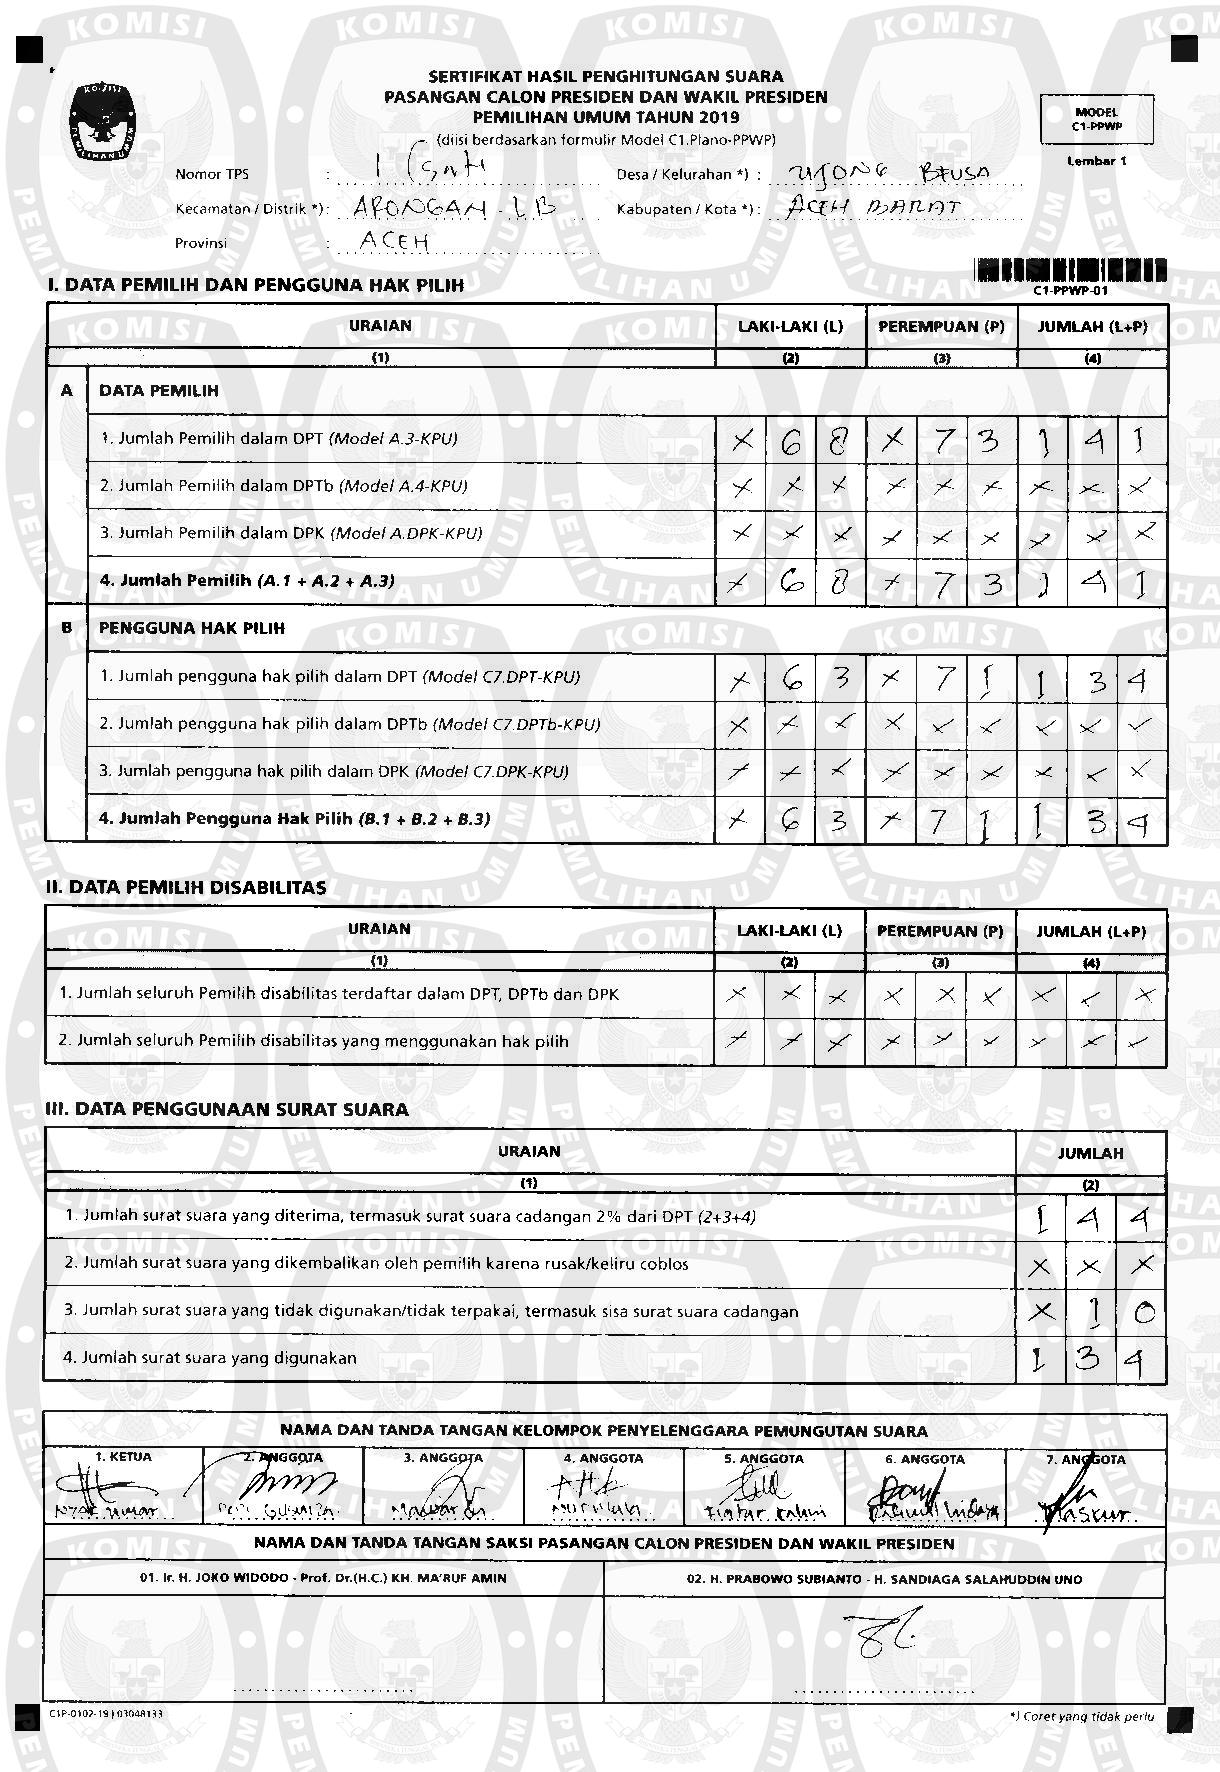 SERTIFIKAT HASIL PENGHITUNGAN SUARA
PASANGAN CALON PRESIDEN DAN WAKIL PRESIDEN
PEMILIHAN UMUM TAHUN 2019
(diisi berdasarkan formulir Model C1.Plano-PPWP)
MODEL
C1-PPWP
Lembar 1
Nomor TPS : 1 (satu Desa / Kelurahan *) : UJONG BEUSA
Kecamatan / Distrik *): ARONGAN LB Kabupaten / Kota *): ACEH BARAT
Provinsi : ACEH
C1-PPWP-01
I. DATA PEMILIH DAN PENGGUNA HAK PILIH
URAIAN LAKI-LAKI (L) PEREMPUAN (P) JUMLAH (L+P)
(1) (2) (3) (4)
A DATA PEMILIH
1. Jumlah Pemilih dalam DPT (Model A.3-KPU) X 6 8 X 7 3 1 4 1
2. Jumlah Pemilih dalam DPTb (Model A.4-KPU) X X X X X X X X X
3. Jumlah Pemilih dalam DPK (Model A.DPK-KPU) X X X X X X X X X
4. Jumlah Pemilih (A.1 + A.2 + A.3) X 6 8 X 7 3 1 4 1
B PENGGUNA HAK PILIH
1. Jumlah pengguna hak pilih dalam DPT (Model C7.DPT-KPU) X 6 3 X 7 1 1 3 4
2. Jumlah pengguna hak pilih dalam DPTb (Model C7.DPTb-KPU) X X X X X X X X X
3. Jumlah pengguna hak pilih dalam DPK (Model C7.DPK-KPU) X X X X X X X X X
4. Jumlah Pengguna Hak Pilih (B.1 + B.2 + B.3) X 6 3 X 7 1 1 3 4
II. DATA PEMILIH DISABILITAS
URAIAN LAKI-LAKI (L) PEREMPUAN (P) JUMLAH (L+P)
(1) (2) (3) (4)
1. Jumlah seluruh Pemilih disabilitas terdaftar dalam DPT, DPTb dan DPK X X X X X X X X X
2. Jumlah seluruh Pemilih disabilitas yang menggunakan hak pilih X X X X X X X X X
III. DATA PENGGUNAAN SURAT SUARA
URAIAN JUMLAH
(1) (2)
1. Jumlah surat suara yang diterima, termasuk surat suara cadangan 2% dari DPT (2+3+4) 1 4 4
2. Jumlah surat suara yang dikembalikan oleh pemilih karena rusak/keliru coblos X X X
3. Jumlah surat suara yang tidak digunakan/tidak terpakai, termasuk sisa surat suara cadangan X 1 0
4. Jumlah surat suara yang digunakan 1 3 4
NAMA DAN TANDA TANGAN KELOMPOK PENYELENGGARA PEMUNGUTAN SUARA
1. KETUA 2. ANGGOTA 3. ANGGOTA 4. ANGGOTA 5. ANGGOTA 6. ANGGOTA 7. ANGGOTA
Maskur
NAMA DAN TANDA TANGAN SAKSI PASANGAN CALON PRESIDEN DAN WAKIL PRESIDEN
01. Ir. H. JOKO WIDODO - Prof. Dr.(H.C.) KH. MA'RUF AMIN 02. H. PRABOWO SUBIANTO - H. SANDIAGA SALAHUDDIN UNO
C1P-0102-19 | 03048133 *) Coret yang tidak perlu